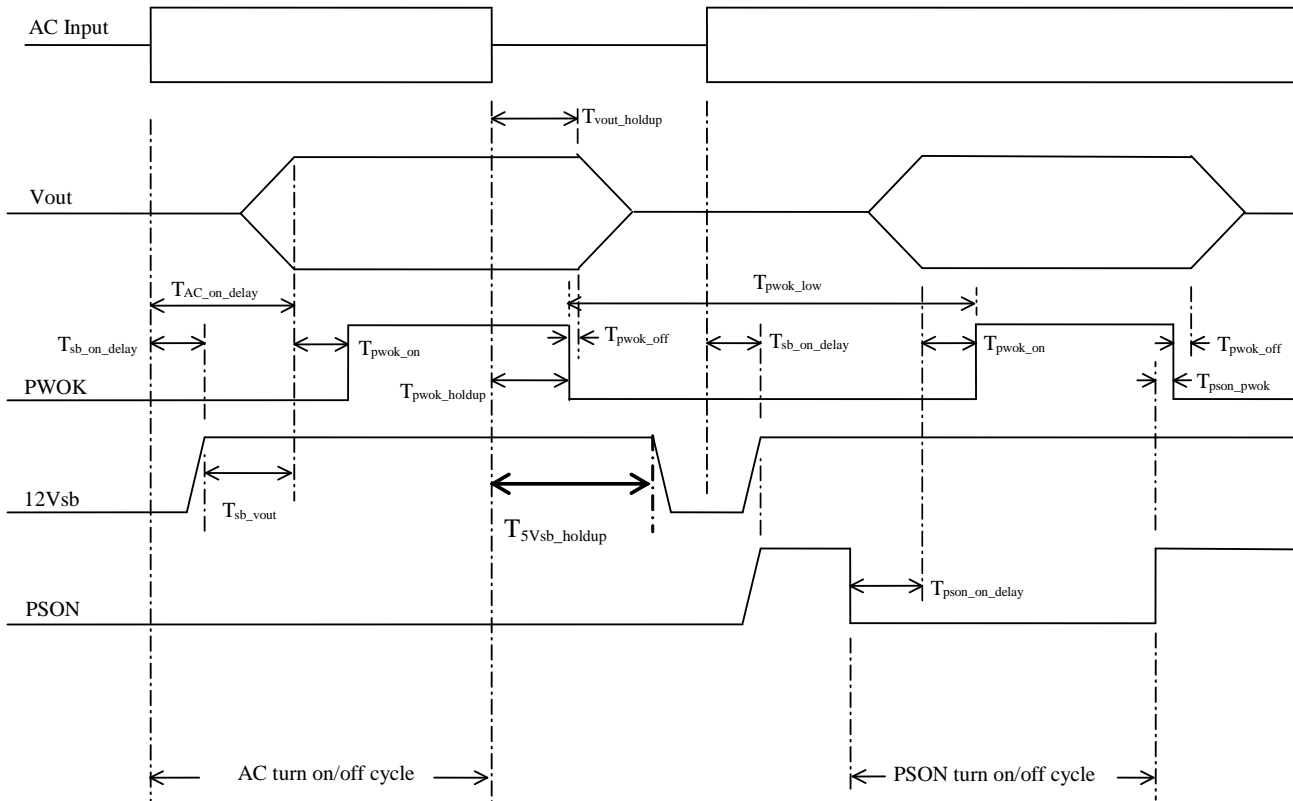 AC Input
Tvout_holdup
Vout
TAC_on_delay
Tpwok_low
Tsb_on_delay
Tpwok_on
Tpwok_off
Tsb_on_delay
Tpwok_on
Tpwok_off
Tpwok_holdup
Tpson_pwok
PWOK
12Vsb
Tsb_vout
T5Vsb_holdup
Tpson_on_delay
PSON
AC turn on/off cycle
PSON turn on/off cycle